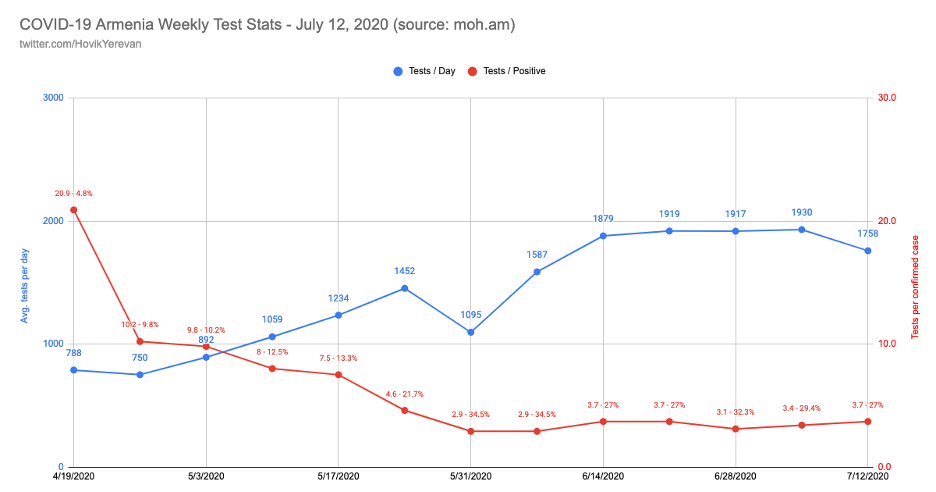 COVID-19 Armenia Weekly Test Stats - July 12, 2020 (source: moh.am)
twitter.com/HovikYerevan
Tests / Day Tests / Positive
3000 30.0
20.9 - 4.8%
2000 1879 1919 1917 1930 1758 20.0
1587
1452
1234
10.2 - 9.8% 9.8 - 10.2% 1059 1095
892
1000 788 750 8 - 12.5% 7.5 - 13.3% 10.0
4.6 - 21.7%
2.9 - 34,5% 2.9 - 34.5% 3.7 - 27% 3.7 - 27% 3.1 - 32.3% 3.4 - 29.4% 3.7 - 27%
0 0.0
4/19/2020 5/3/2020 5/17/2020 5/31/2020 6/14/2020 6/28/2020 7/12/2020
Avg. tests per day
Tests per confirmed case